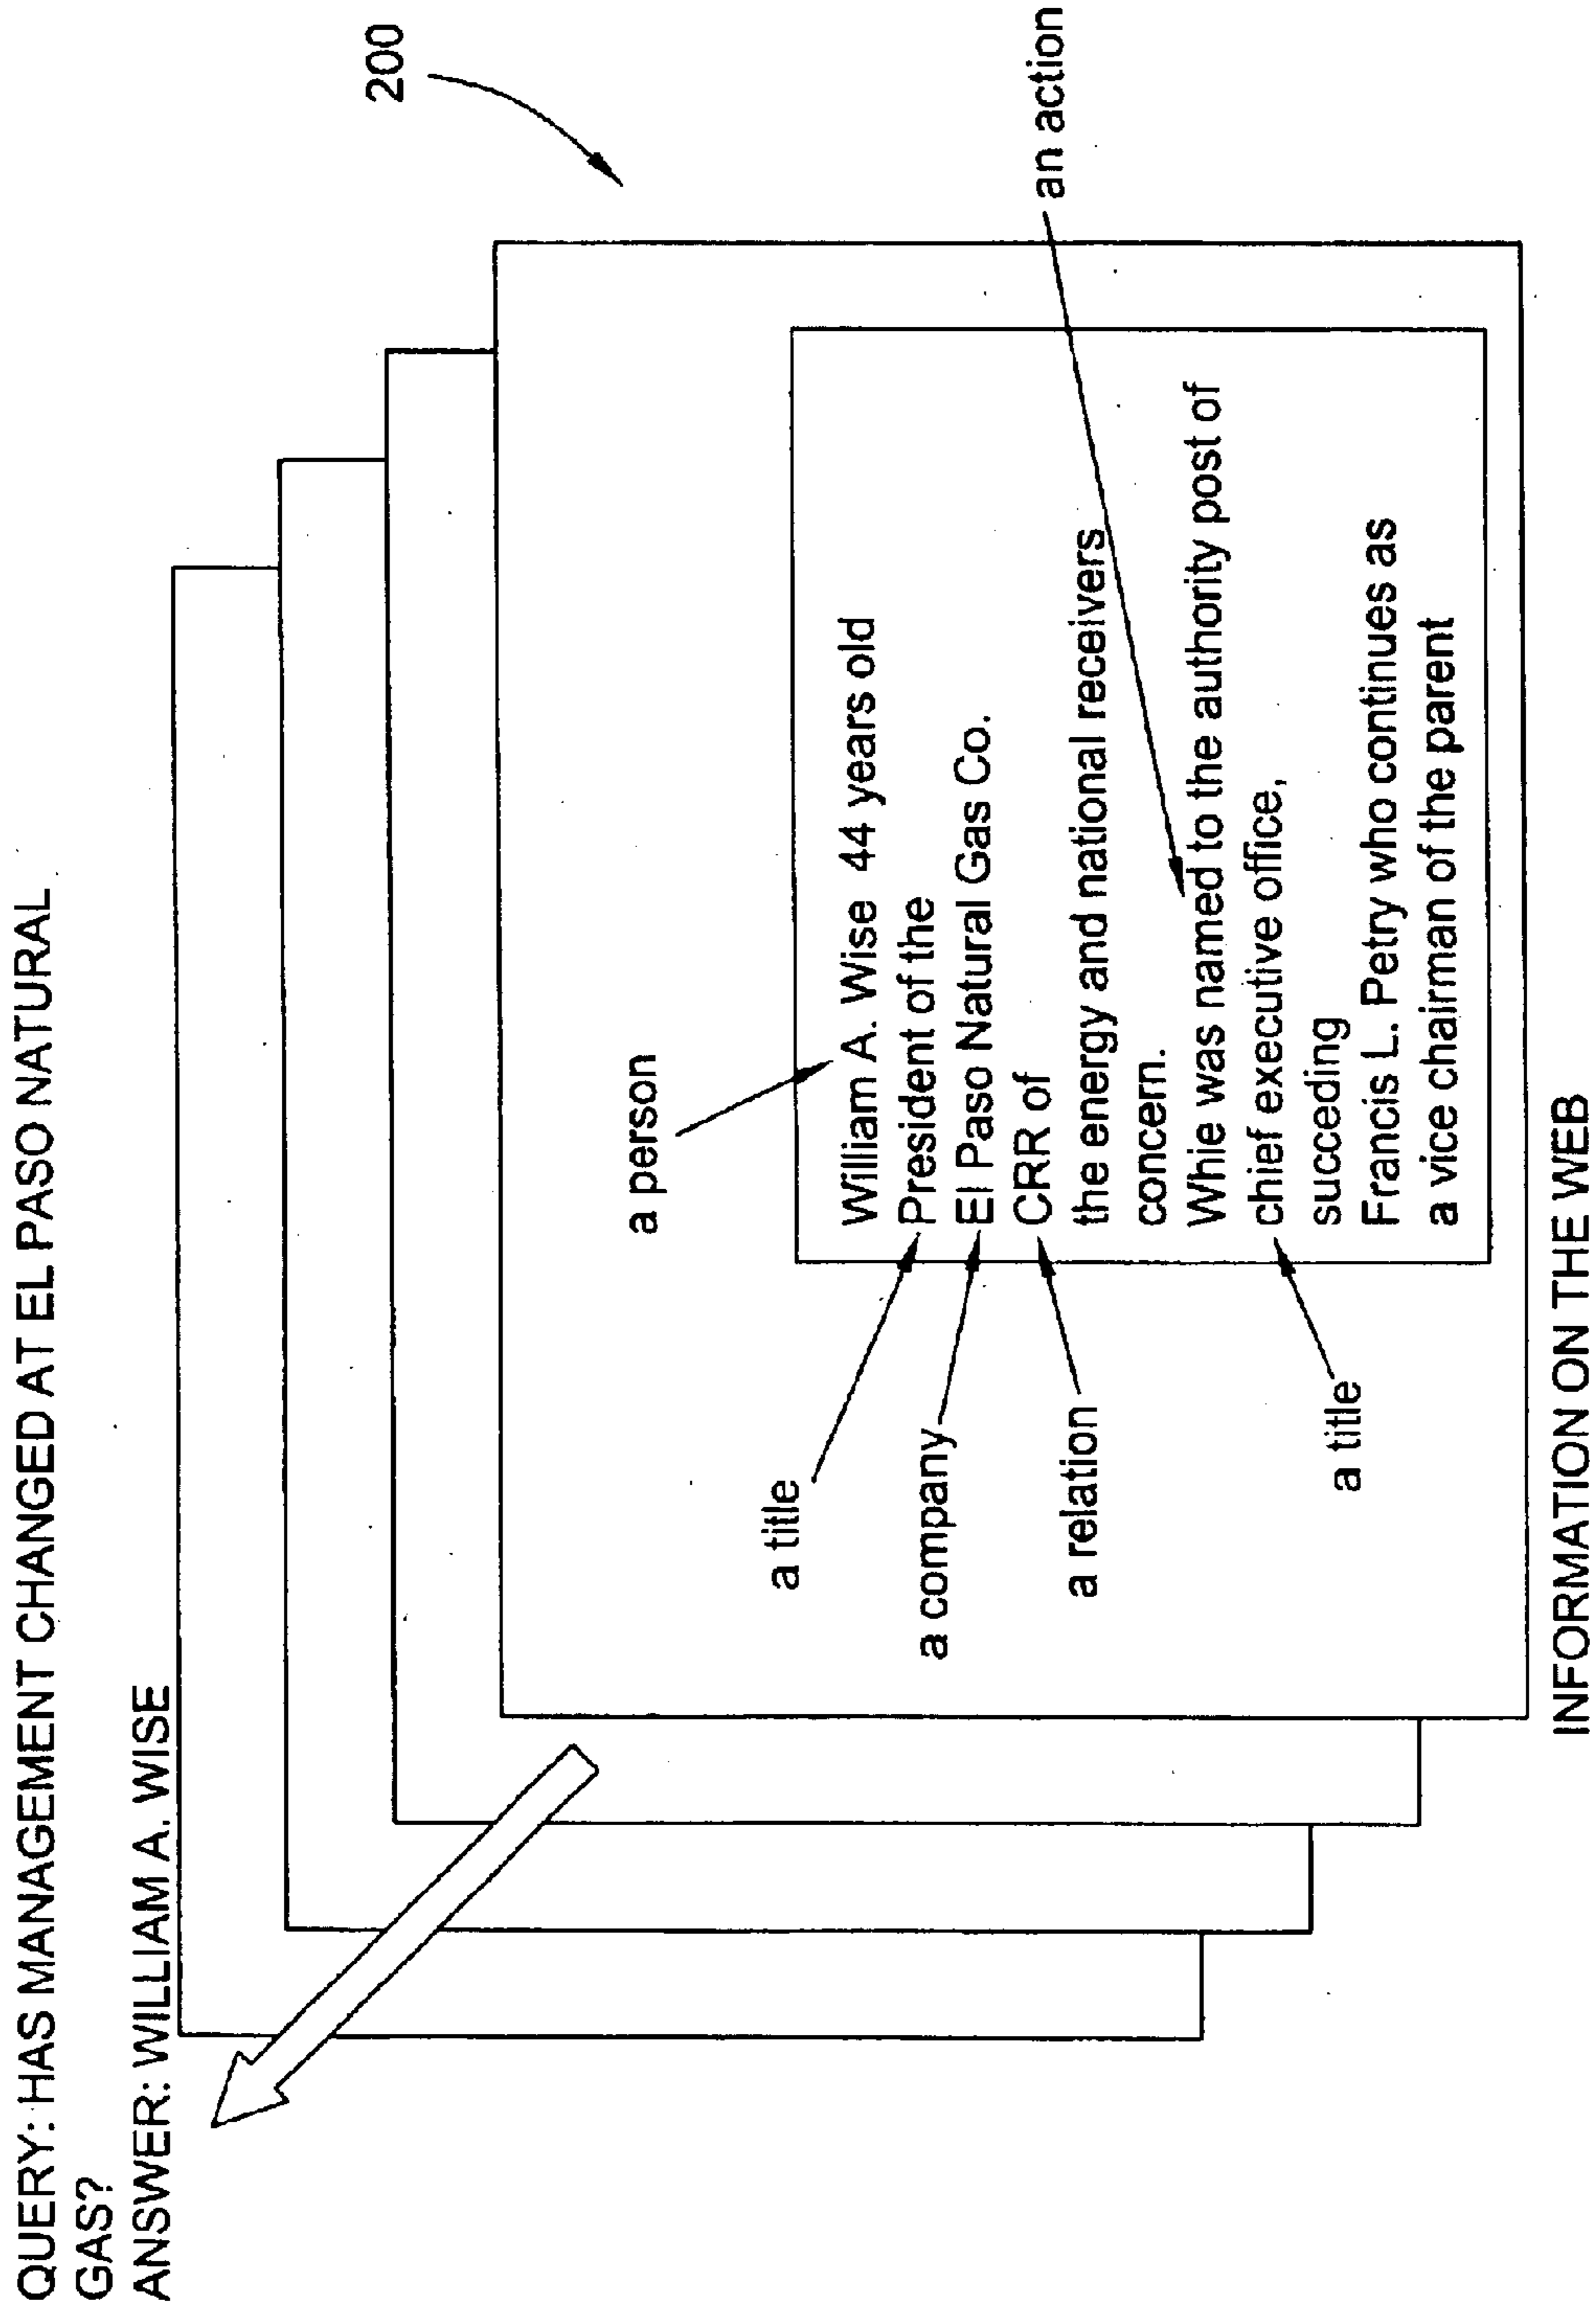 QUERY: HAS MANAGEMENT CHANGED AT EL PASO NATURAL
GAS?
ANSWER: WILLIAM A. WISE
200
a person
an action
a title
a company
a relation
a title
William A. Wise 44 years old
President of the
El Paso Natural Gas Co.
CRR of
the energy and national receivers
concern.
Whie was named to the authority post of
chief executive office,
succeding
Francis L. Petry who continues as
a vice chairman of the parent
INFORMATION ON THE WEB